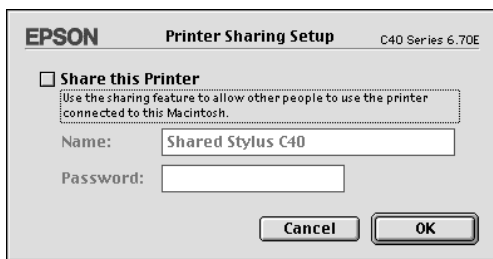 EPSON Printer Sharing Setup C40 Series 6.70E
Share this Printer
Use the sharing feature to allow other people to use the printer
connected to this Macintosh.
Name: Shared Stylus C40
Password:
Cancel OK